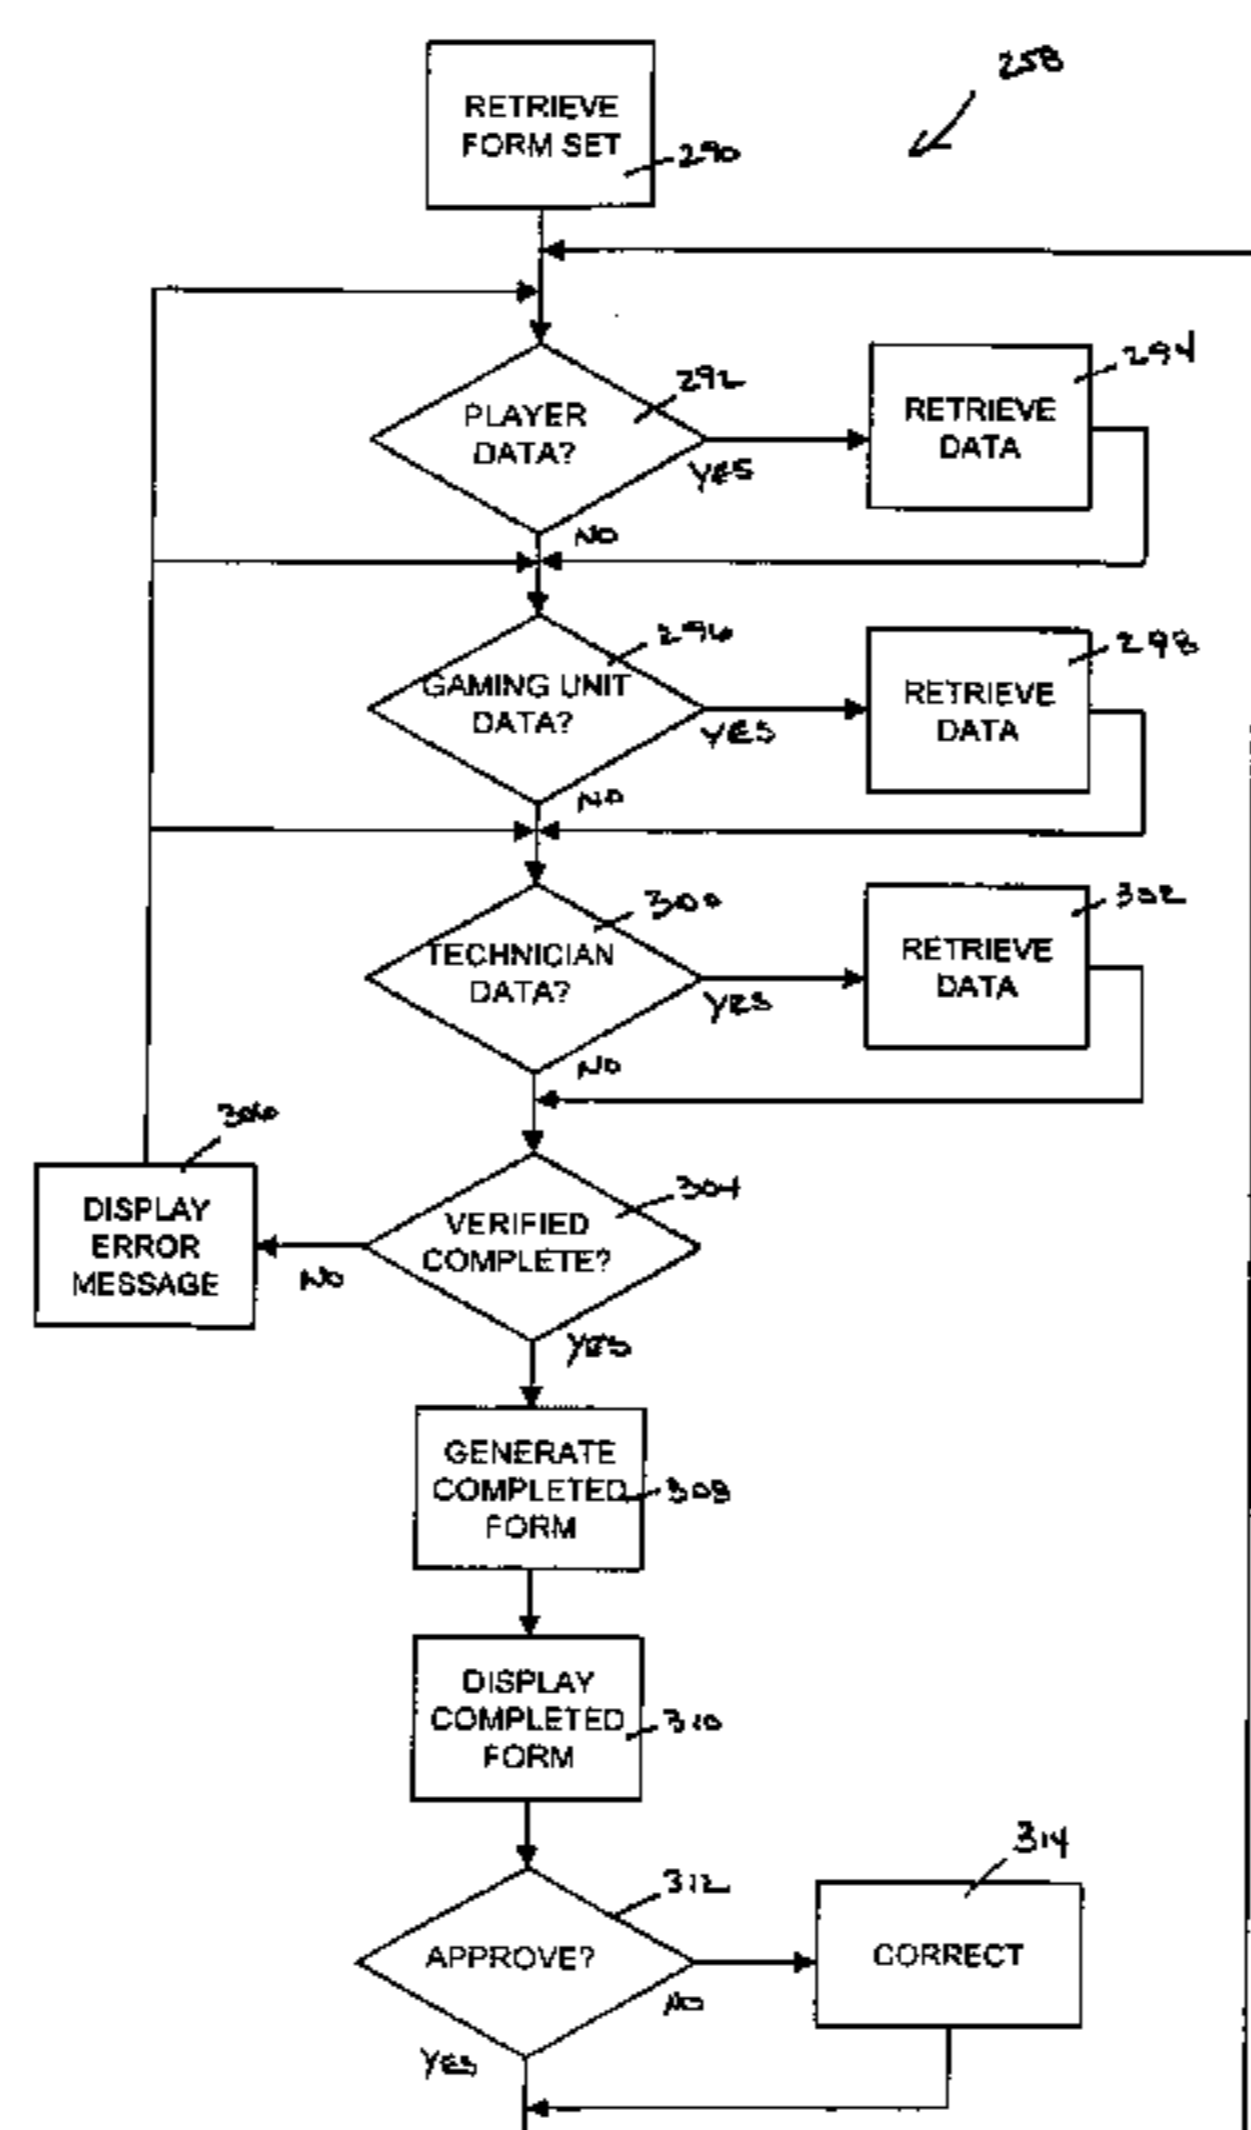 258
RETRIEVE
FORM SET
290
PLAYER
DATA?
292
YES
NO
RETRIEVE
DATA
294
GAMING UNIT
DATA?
296
YES
NO
RETRIEVE
DATA
298
TECHNICIAN
DATA?
300
YES
NO
RETRIEVE
DATA
302
306
DISPLAY
ERROR
MESSAGE
NO
VERIFIED
COMPLETE?
304
YES
GENERATE
COMPLETED
FORM
308
DISPLAY
COMPLETED
FORM
310
APPROVE?
312
NO
YES
CORRECT
314